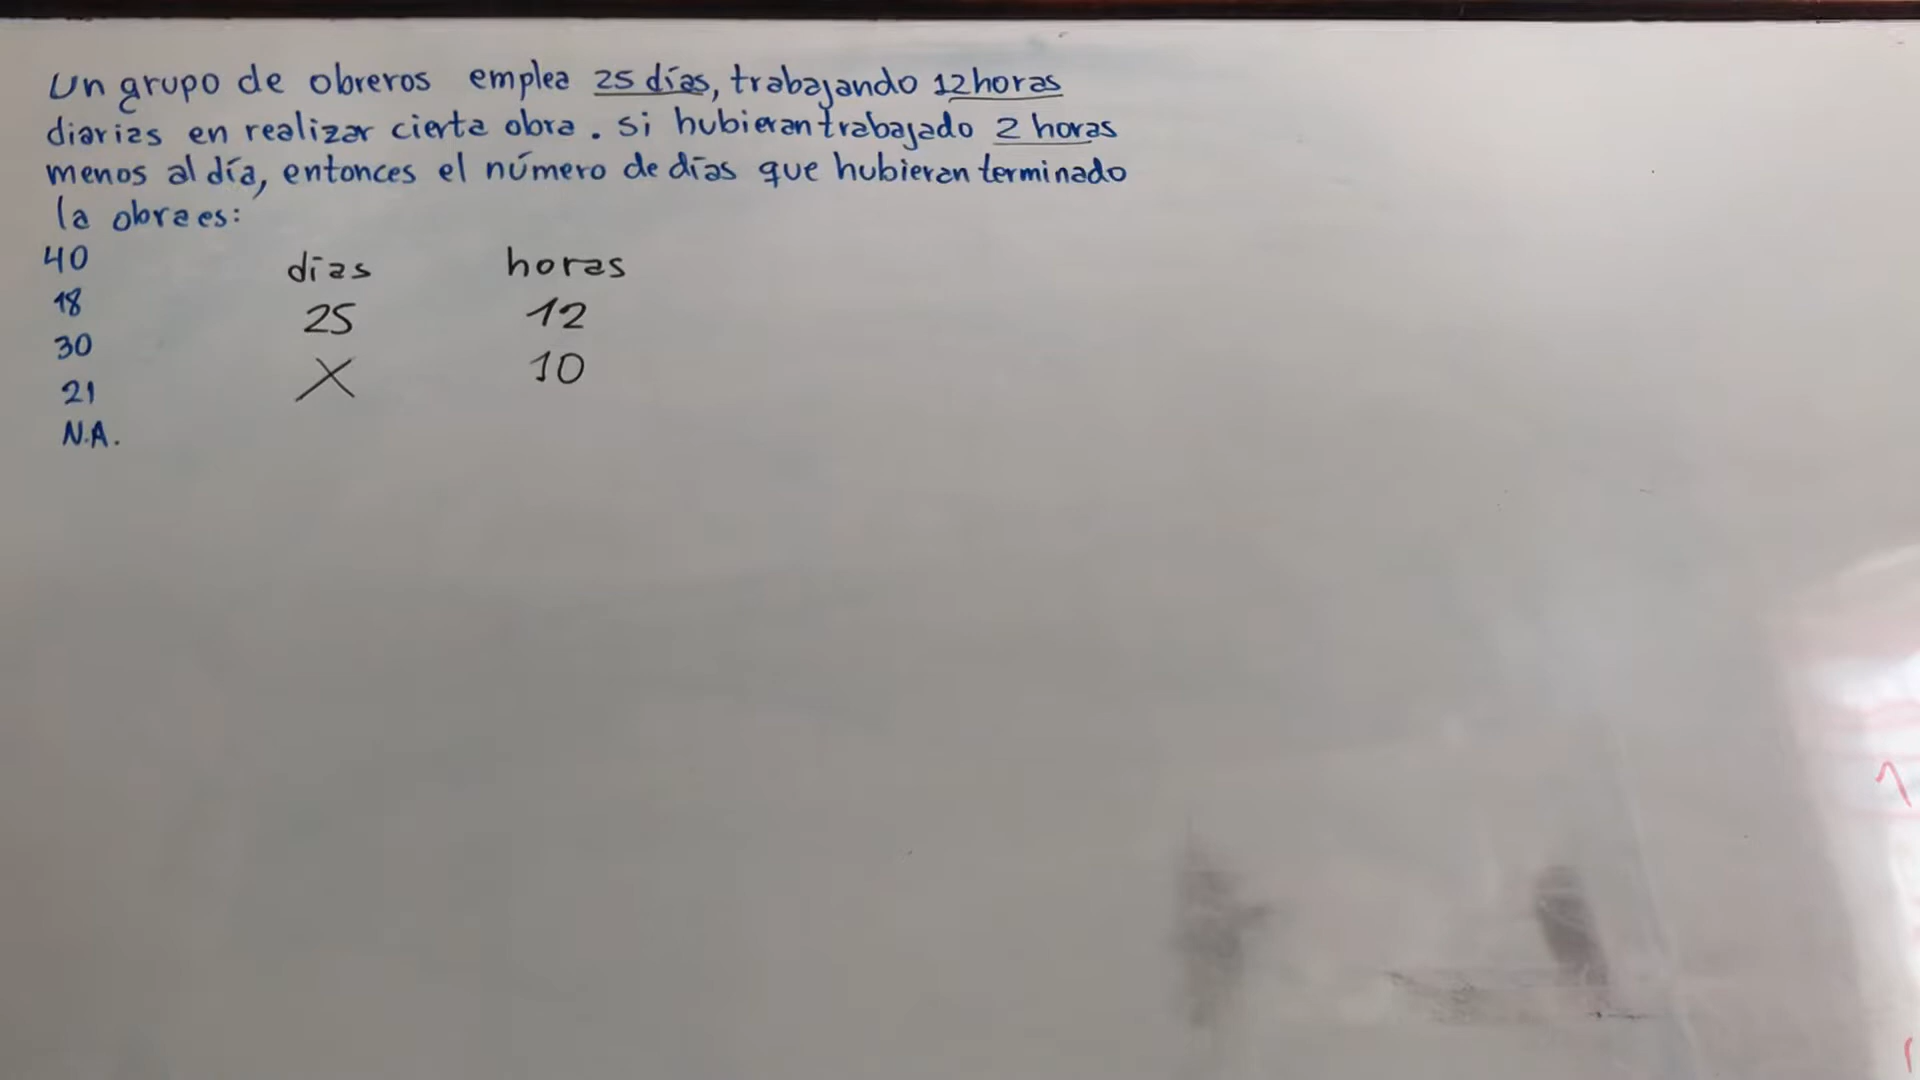 Un grupo de obreros emplea 25 días, trabajando 12 horas
diarias en realizar cierta obra. si hubieran trabajado 2 horas
menos al día, entonces el número de días que hubieran terminado
la obra es:
40
18
30
21
N.A.
días horas
25 12
X 10